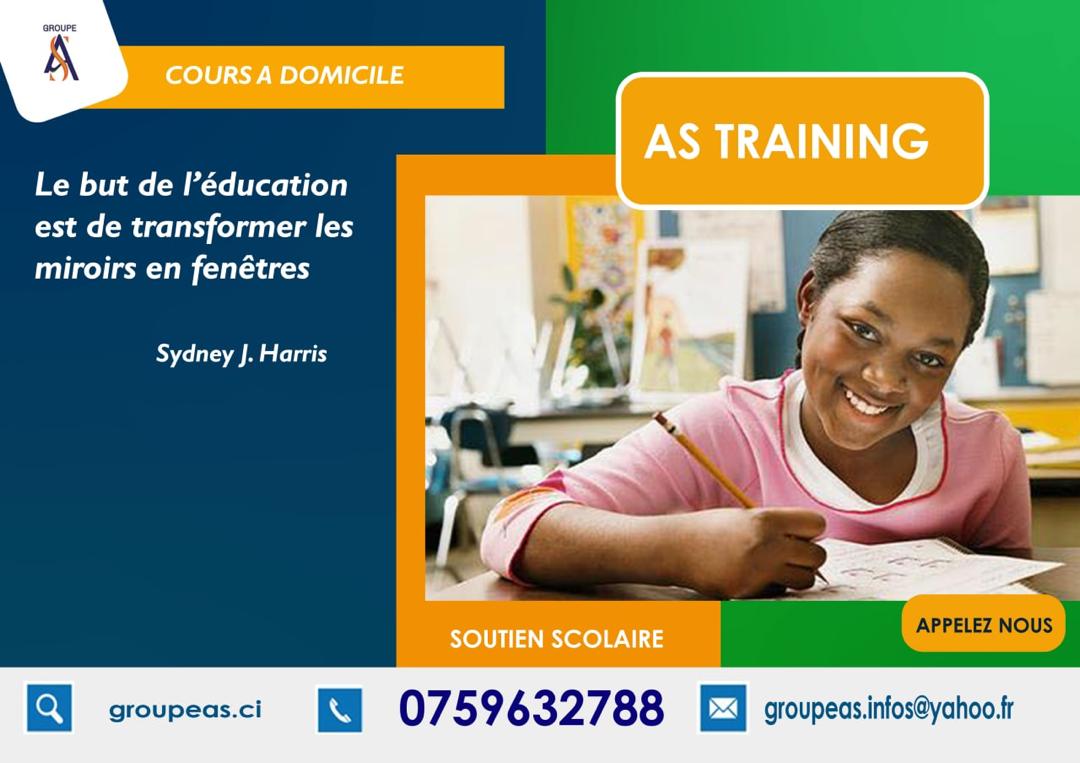 GROUPE
AS
COURS A DOMICILE
AS TRAINING
Le but de l’éducation
est de transformer les
miroirs en fenêtres
Sydney J. Harris
SOUTIEN SCOLAIRE
APPELEZ NOUS
groupeas.ci
0759632788
groupeas.infos@yahoo.fr